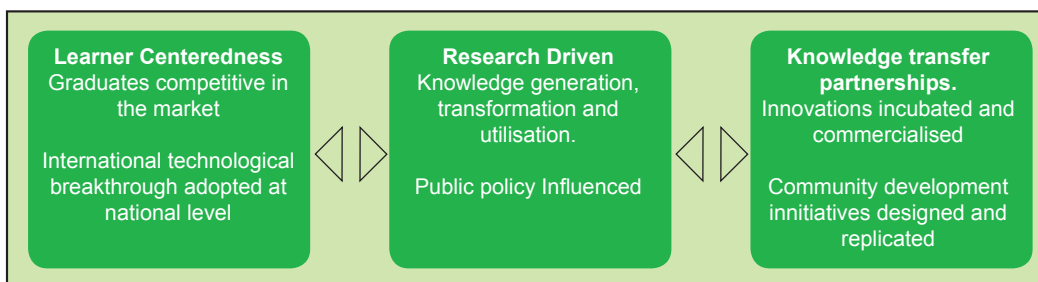 Learner Centeredness
Graduates competitive in
the market
International technological
breakthrough adopted at
national level
Research Driven
Knowledge generation,
transformation and
utilisation.
Public policy Influenced
Knowledge transfer
partnerships.
Innovations incubated and
commercialised
Community development
innitiatives designed and
replicated